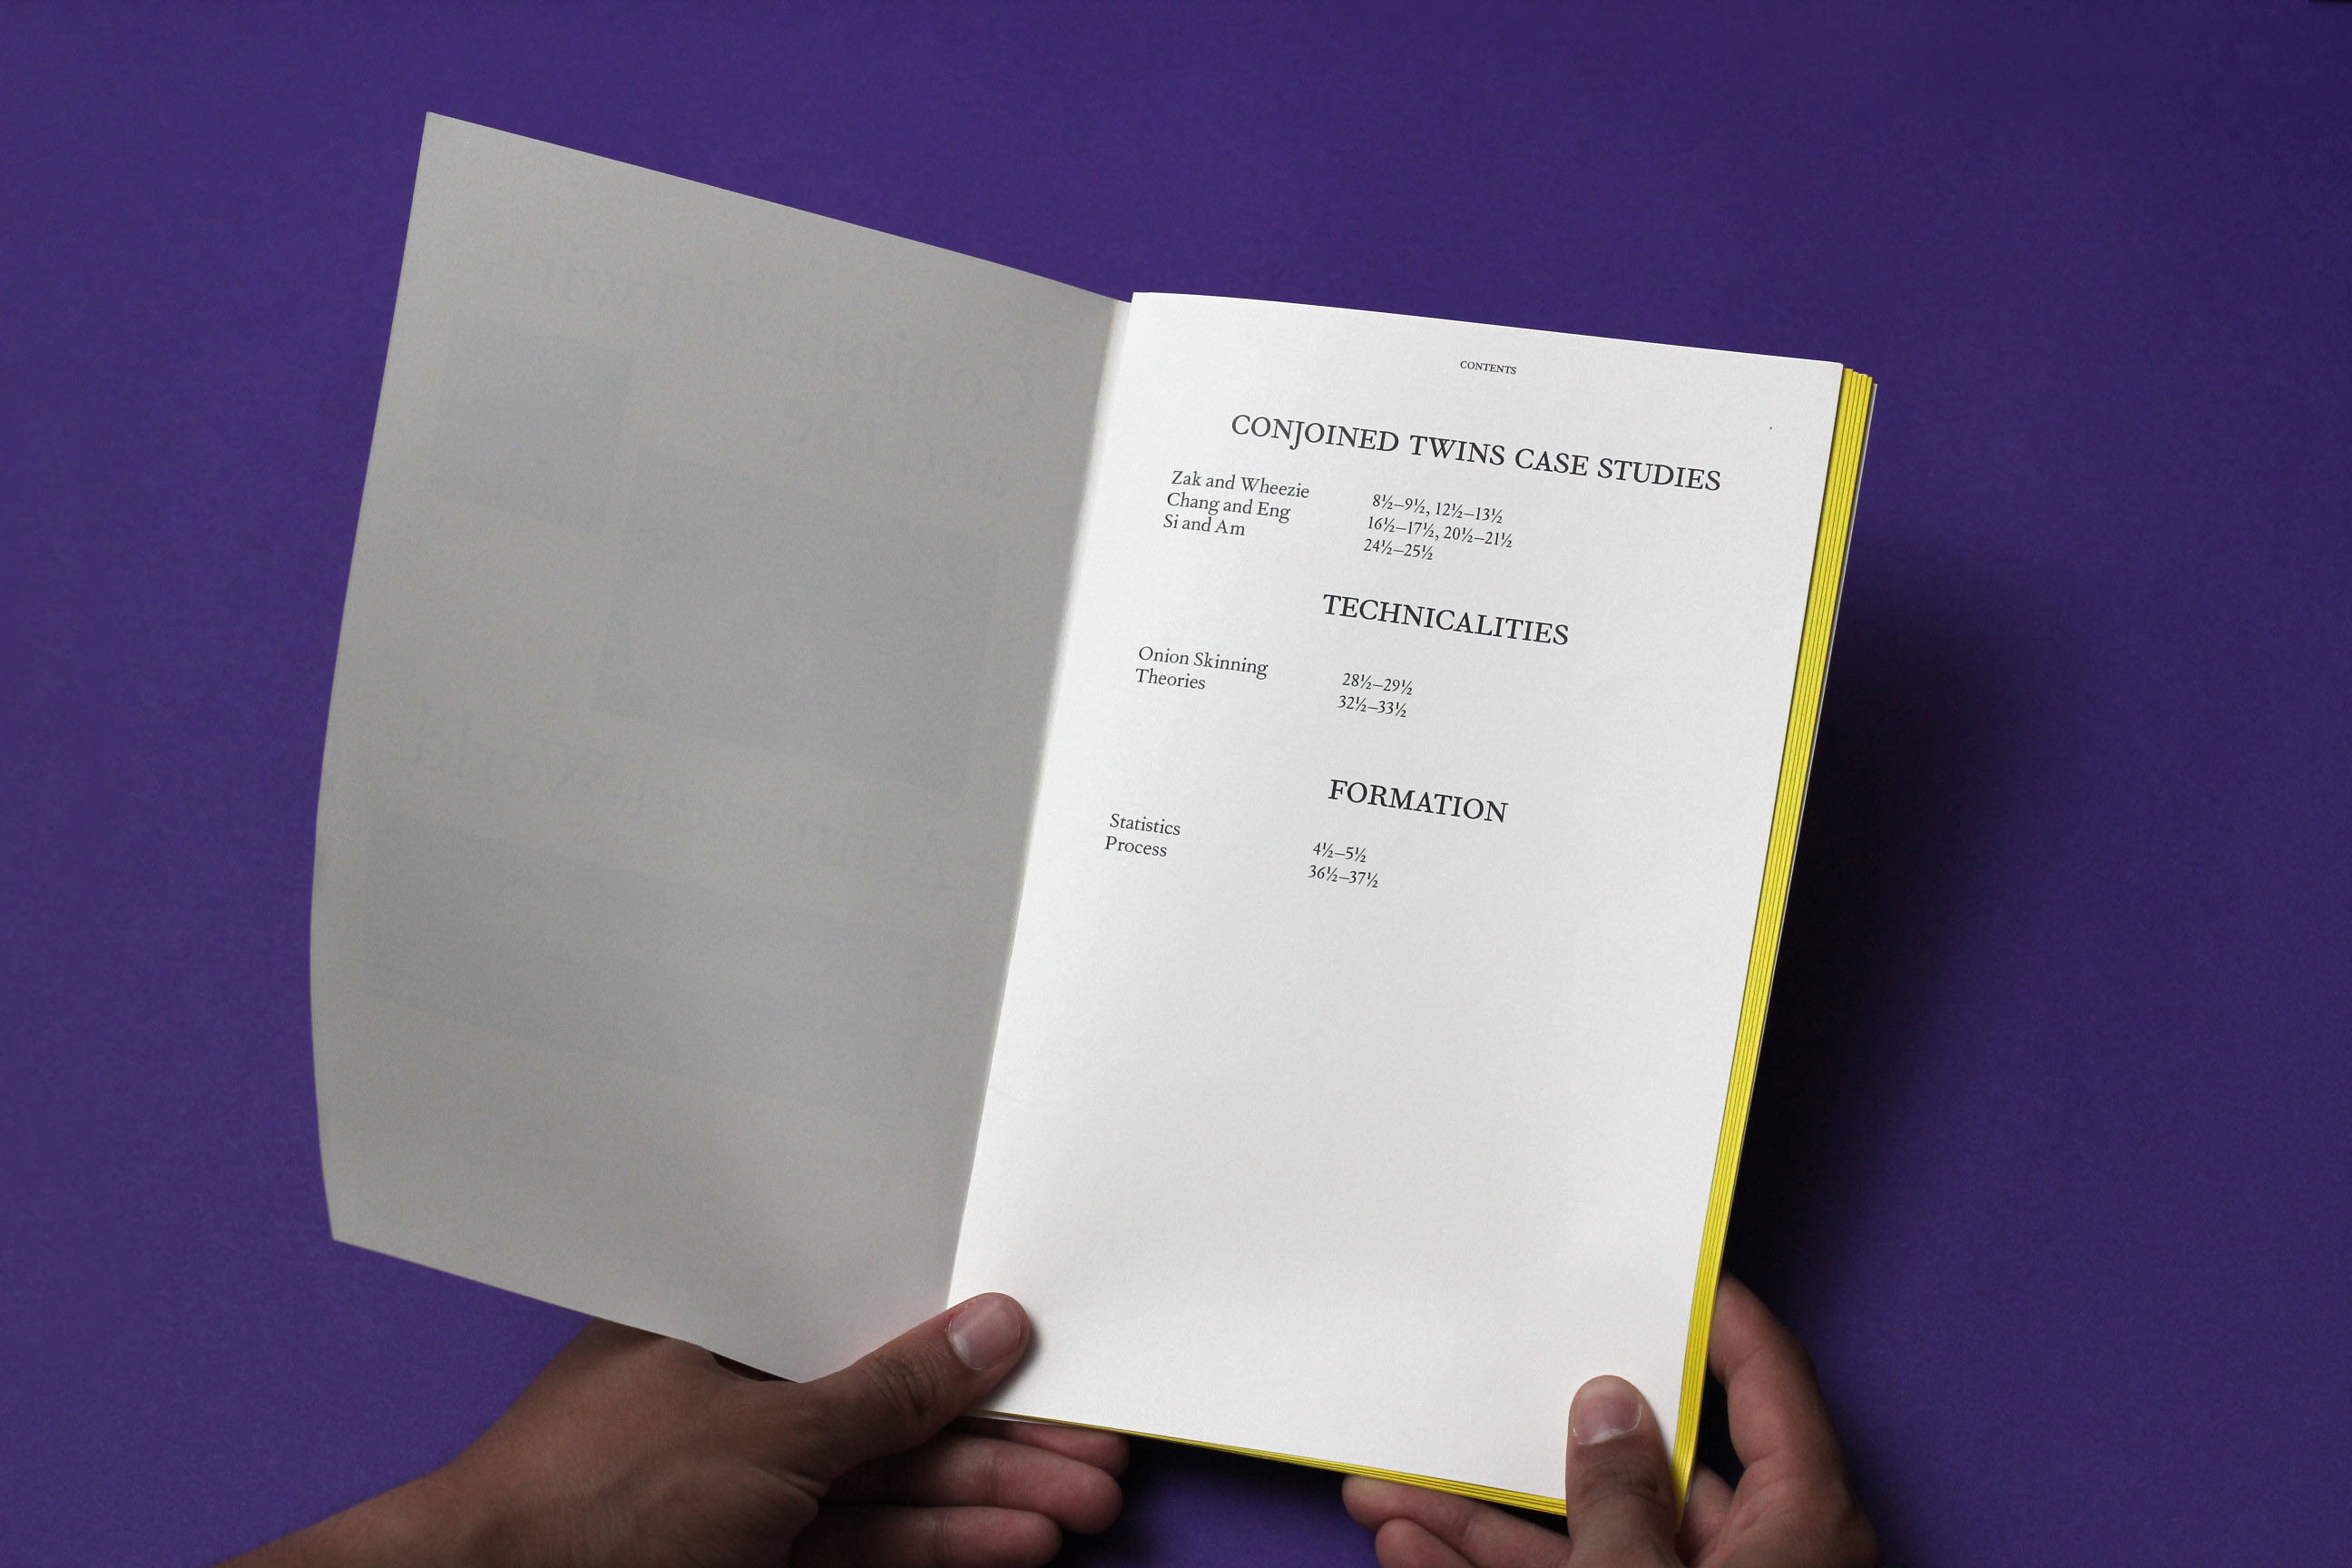 CONTENTS
CONJOINED TWINS CASE STUDIES
Zak and Wheezie 8½–9½, 12½–13½
Chang and Eng 16½–17½, 20½–21½
Si and Am 24½–25½
TECHNICALITIES
Onion Skinning 28½–29½
Theories 32½–33½
FORMATION
Statistics 4½–5½
Process 36½–37½